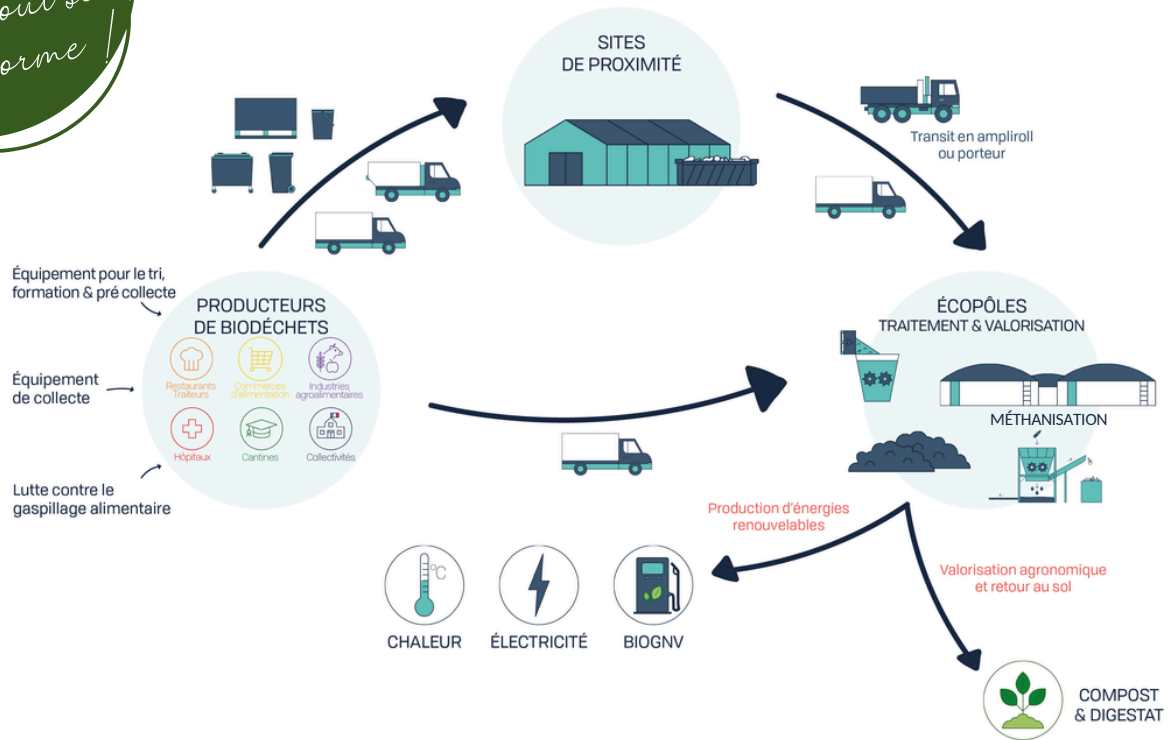 orme !
SITES
DE PROXIMITÉ
Transit en ampliroll
ou porteur
Équipement pour le tri,
formation & pré collecte
Équipement
de collecte
Lutte contre le
gaspillage alimentaire
PRODUCTEURS
DE BIODÉCHETS
Restaurants
Traiteurs
Commerces
d'alimentation
Industries
agroalimentaires
Hôpitaux
Cantines
Collectivités
ÉCOPÔLES
TRAITEMENT & VALORISATION
MÉTHANISATION
Production d'énergies
renouvelables
Valorisation agronomique
et retour au sol
°C
CHALEUR
ÉLECTRICITÉ
BIOGNV
COMPOST
& DIGESTAT